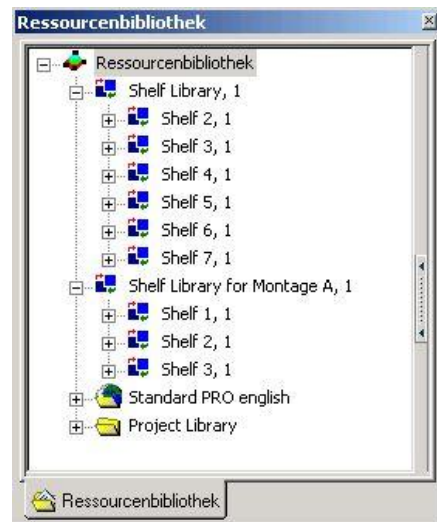 Ressourcenbibliothek
Ressourcenbibliothek
Shelf Library, 1
Shelf 2, 1
Shelf 3, 1
Shelf 4, 1
Shelf 5, 1
Shelf 6, 1
Shelf 7, 1
Shelf Library for Montage A, 1
Shelf 1, 1
Shelf 2, 1
Shelf 3, 1
Standard PRO english
Project Library
Ressourcenbibliothek